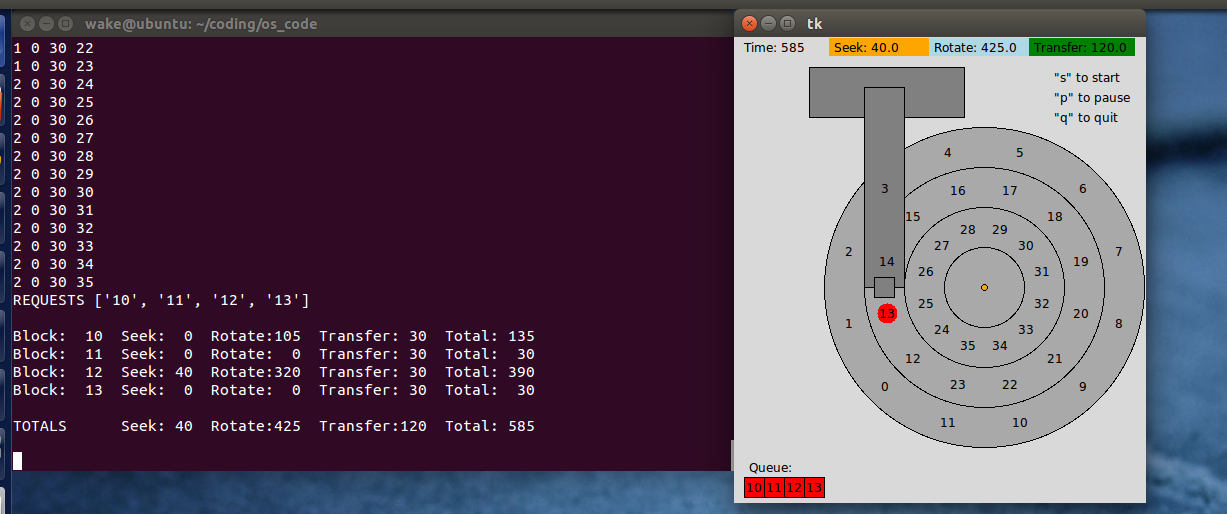 wake@ubuntu: ~/coding/os_code
1 0 30 22
1 0 30 23
2 0 30 24
2 0 30 25
2 0 30 26
2 0 30 27
2 0 30 28
2 0 30 29
2 0 30 30
2 0 30 31
2 0 30 32
2 0 30 33
2 0 30 34
2 0 30 35
REQUESTS ['10', '11', '12', '13']
Block:  10  Seek:  0  Rotate:105  Transfer: 30  Total: 135
Block:  11  Seek:  0  Rotate:  0  Transfer: 30  Total:  30
Block:  12  Seek: 40  Rotate:320  Transfer: 30  Total: 390
Block:  13  Seek:  0  Rotate:  0  Transfer: 30  Total:  30
TOTALS      Seek: 40  Rotate:425  Transfer:120  Total: 585
tk
Time: 585 Seek: 40.0 Rotate: 425.0 Transfer: 120.0
"s" to start
"p" to pause
"q" to quit
4 5
3 16 17 6
15 18
28 29
2 27 30 7
14 26 31 19
25 32
13 20
1 24 33 8
35 34
12 21
0 23 22 9
11 10
Queue:
10 11 12 13